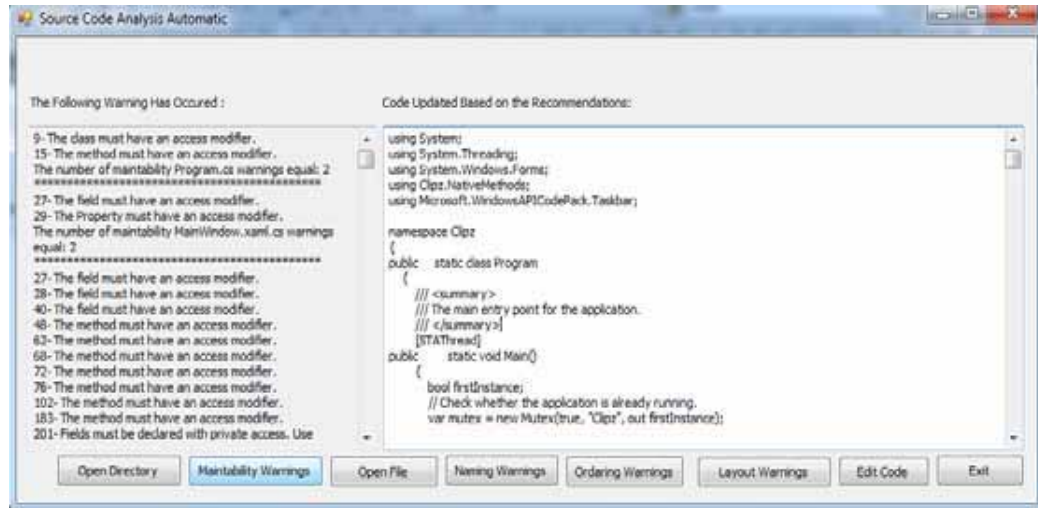 Source Code Analysis Automatic
The Following Warning Has Occured :
9- The class must have an access modifier.
15- The method must have an access modifier.
The number of maintability Program.cs warnings equal: 2
********************************************
27- The field must have an access modifier.
29- The Property must have an access modifier.
The number of maintability MainWindow.xaml.cs warnings
equal: 2
********************************************
27- The field must have an access modifier.
28- The field must have an access modifier.
40- The field must have an access modifier.
48- The method must have an access modifier.
63- The method must have an access modifier.
68- The method must have an access modifier.
72- The method must have an access modifier.
76- The method must have an access modifier.
102- The method must have an access modifier.
183- The method must have an access modifier.
201- Fields must be declared with private access. Use
Code Updated Based on the Recommendations:
using System;
using System.Threading;
using System.Windows.Forms;
using Clipz.NativeMethods;
using Microsoft.WindowsAPICodePack.Taskbar;
namespace Clipz
{
public static class Program
{
/// <summary>
/// The main entry point for the application.
/// </summary>
[STAThread]
public static void Main()
{
bool firstInstance;
// Check whether the application is already running.
var mutex = new Mutex(true, "Clipz", out firstInstance);
Open Directory
Maintability Warnings
Open File
Naming Warnings
Ordering Warnings
Layout Warnings
Edit Code
Exit